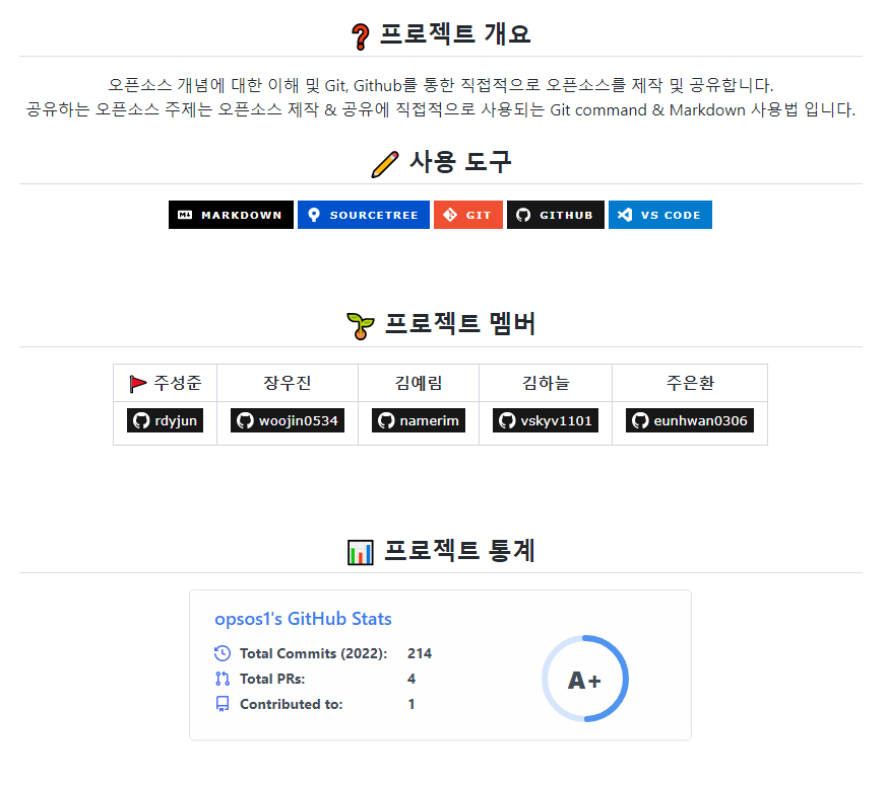 프로젝트 개요
오픈소스 개념에 대한 이해 및 Git, Github를 통한 직접적으로 오픈소스를 제작 및 공유합니다.
공유하는 오픈소스 주제는 오픈소스 제작 & 공유에 직접적으로 사용되는 Git command & Markdown 사용법 입니다.
사용 도구
MARKDOWN SOURCETREE GIT GITHUB VS CODE
프로젝트 멤버
주성준 장우진 김예림 김하늘 주은환
rdyjun woojin0534 namerim vskyv1101 eunhwan0306
프로젝트 통계
opsos1's GitHub Stats
Total Commits (2022): 214
Total PRs: 4
Contributed to: 1
A+